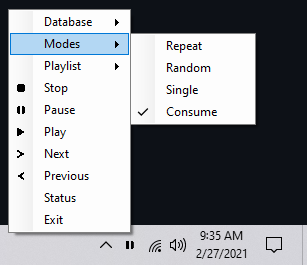 Database
Modes
Playlist
Stop
Pause
Play
Next
Previous
Status
Exit
Repeat
Random
Single
Consume
9:35 AM
2/27/2021